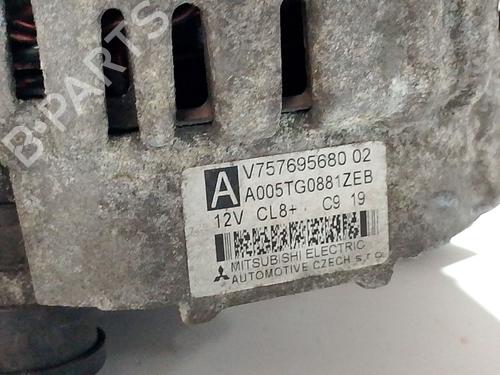 B-PARTS
A V757695680 02
A005TG0881ZEB
12V CL8+ C9 19
MITSUBISHI ELECTRIC
AUTOMOTIVE CZECH s.r.o.